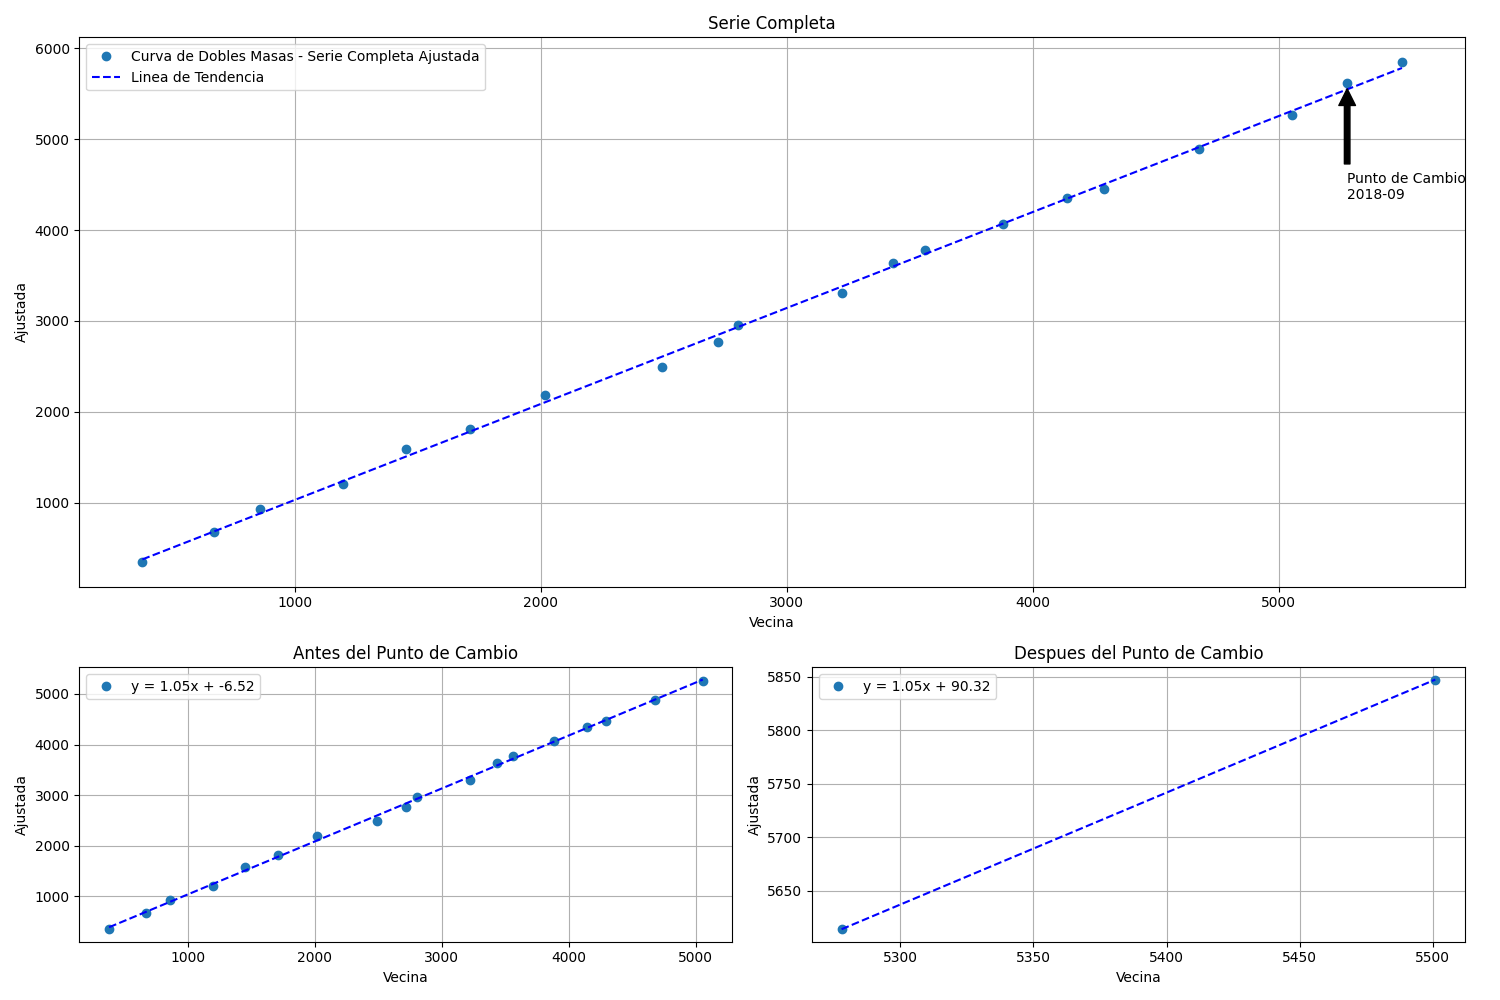 Serie Completa
Curva de Dobles Masas - Serie Completa Ajustada
Linea de Tendencia
6000
5000
4000
3000
2000
1000
Ajustada
Punto de Cambio
2018-09
1000
2000
3000
4000
5000
Vecina
Antes del Punto de Cambio
y = 1.05x + -6.52
5000
4000
3000
2000
1000
Ajustada
1000
2000
3000
4000
5000
Vecina
Despues del Punto de Cambio
y = 1.05x + 90.32
5850
5800
5750
5700
5650
Ajustada
5300
5350
5400
5450
5500
Vecina